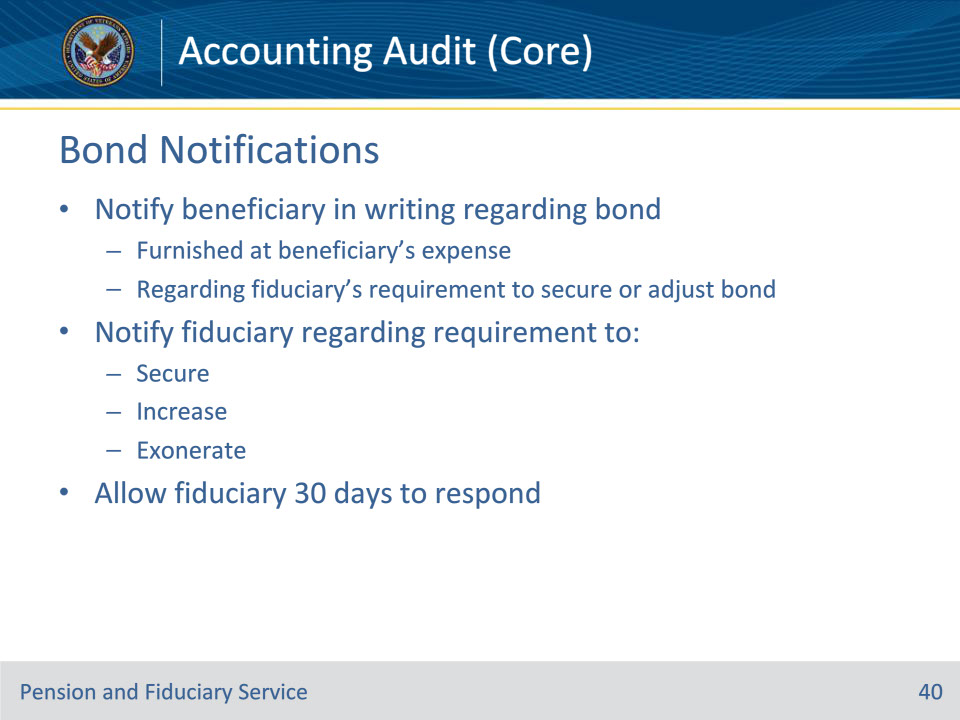 Accounting Audit (Core)
Bond Notifications
• Notify beneficiary in writing regarding bond
– Furnished at beneficiary’s expense
– Regarding fiduciary’s requirement to secure or adjust bond
• Notify fiduciary regarding requirement to:
– Secure
– Increase
– Exonerate
• Allow fiduciary 30 days to respond
Pension and Fiduciary Service
40